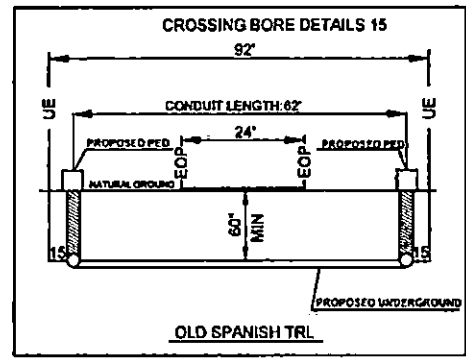 CROSSING BORE DETAILS 15
92'
UE
UE
CONDUIT LENGTH:62'
24'
PROPOSED PED
EOP
EOP
PROPOSED PED
NATURAL GROUND
60" MIN
15
15
PROPOSED UNDERGROUND
OLD SPANISH TRL